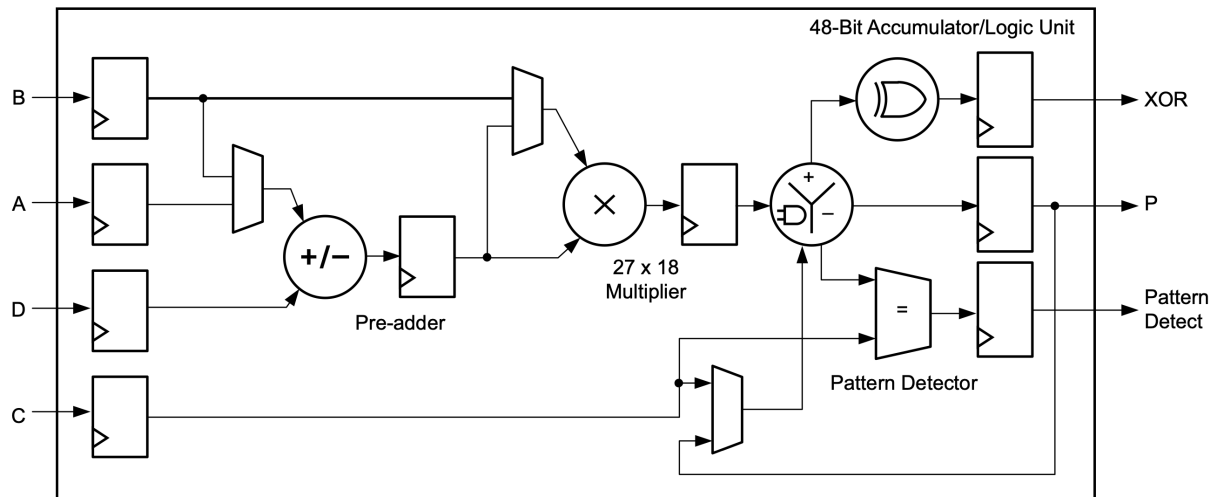 48-Bit Accumulator/Logic Unit
B
XOR
A
P
+
–
×
+/–
27 x 18
Multiplier
D
Pre-adder
=
Pattern
Detect
Pattern Detector
C